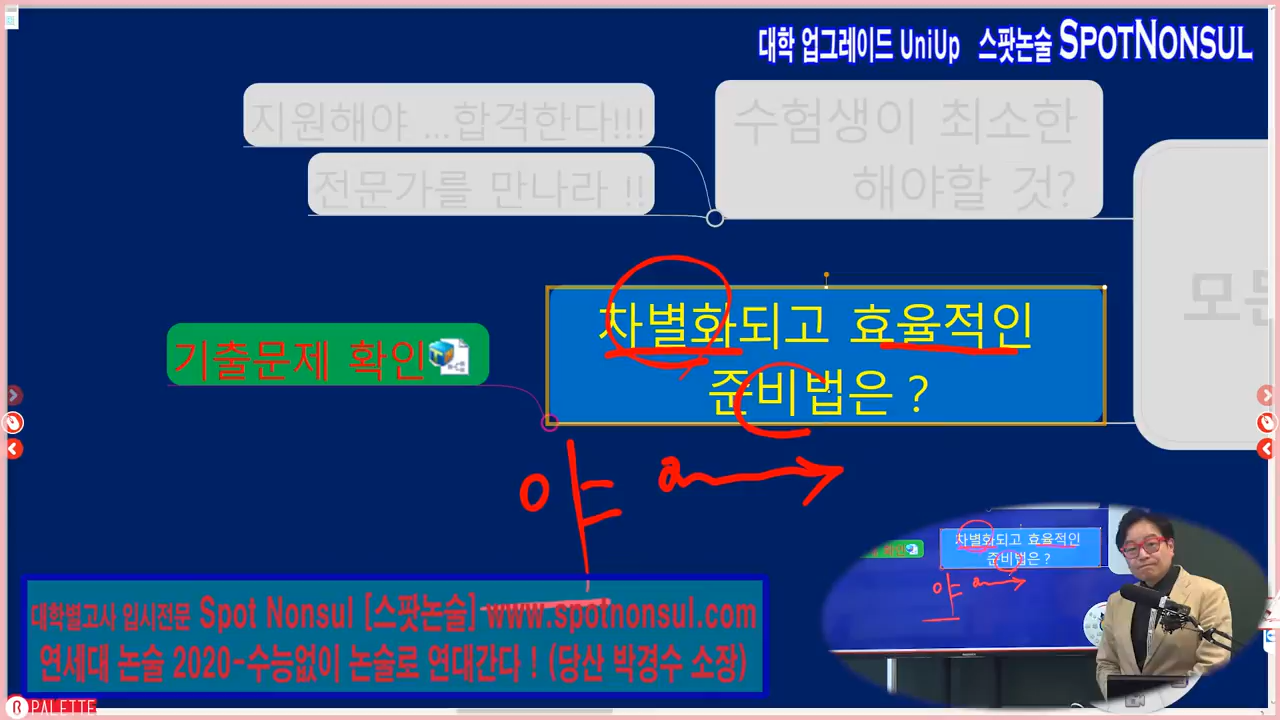 대학 업그레이드 UniUp 스팟논술 SPOTNONSUL
지원해야 ...합격한다!!!
전문가를 만나라 !!
수험생이 최소한
해야할 것?
모든
차별화되고 효율적인
준비법은 ?
기출문제 확인
야
차별화되고 효율적인
준비법은 ?
야
대학별고사 입시전문 Spot Nonsul [스팟논술] www.spotnonsul.com
연세대 논술 2020-수능없이 논술로 연대간다 ! (당산 박경수 소장)
PALETTE